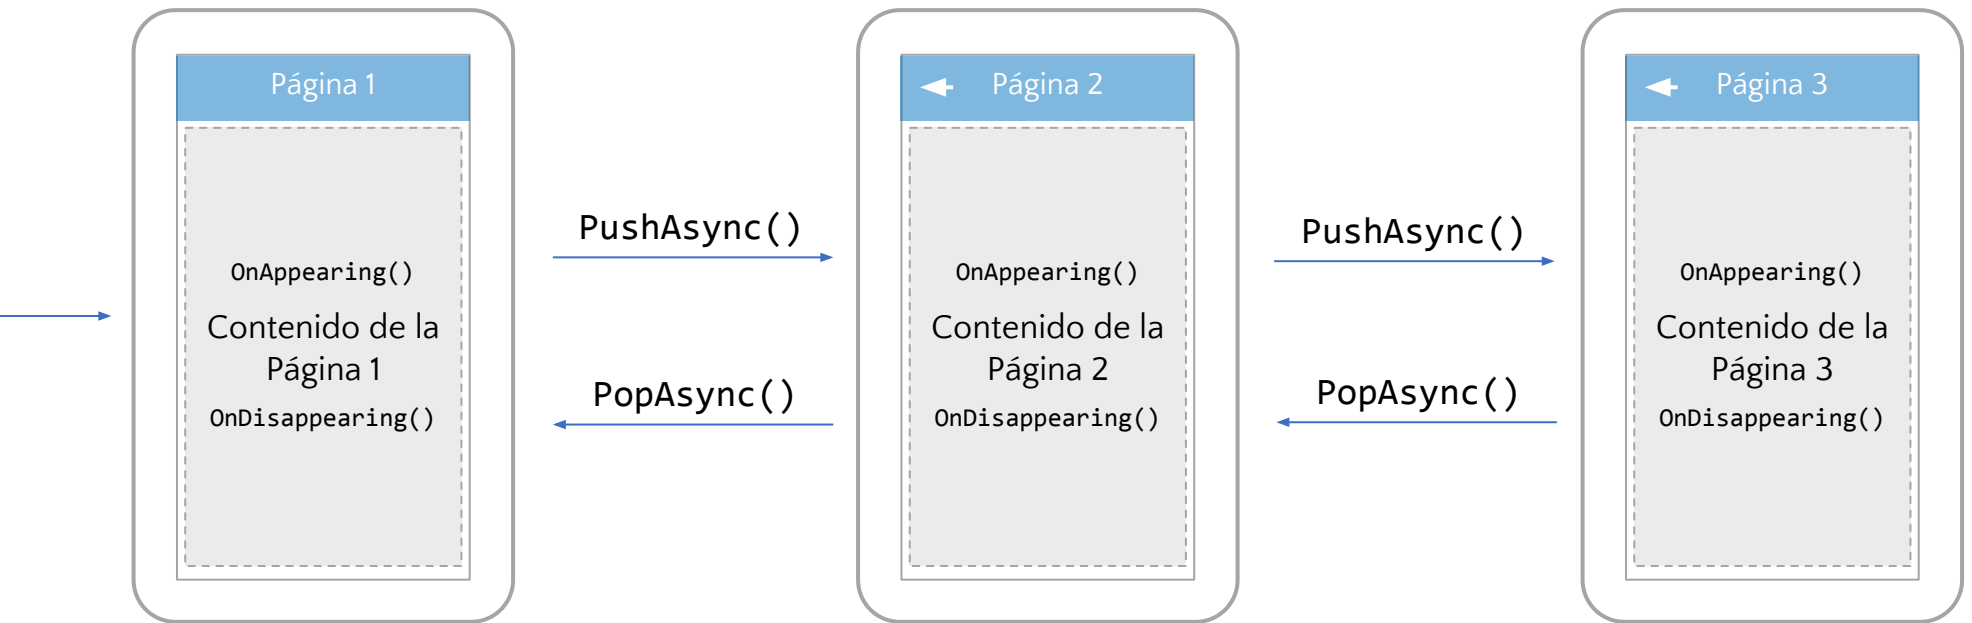 Página 1
OnAppearing()
Contenido de la
Página 1
OnDisappearing()
PushAsync()
PopAsync()
Página 2
OnAppearing()
Contenido de la
Página 2
OnDisappearing()
PushAsync()
PopAsync()
Página 3
OnAppearing()
Contenido de la
Página 3
OnDisappearing()